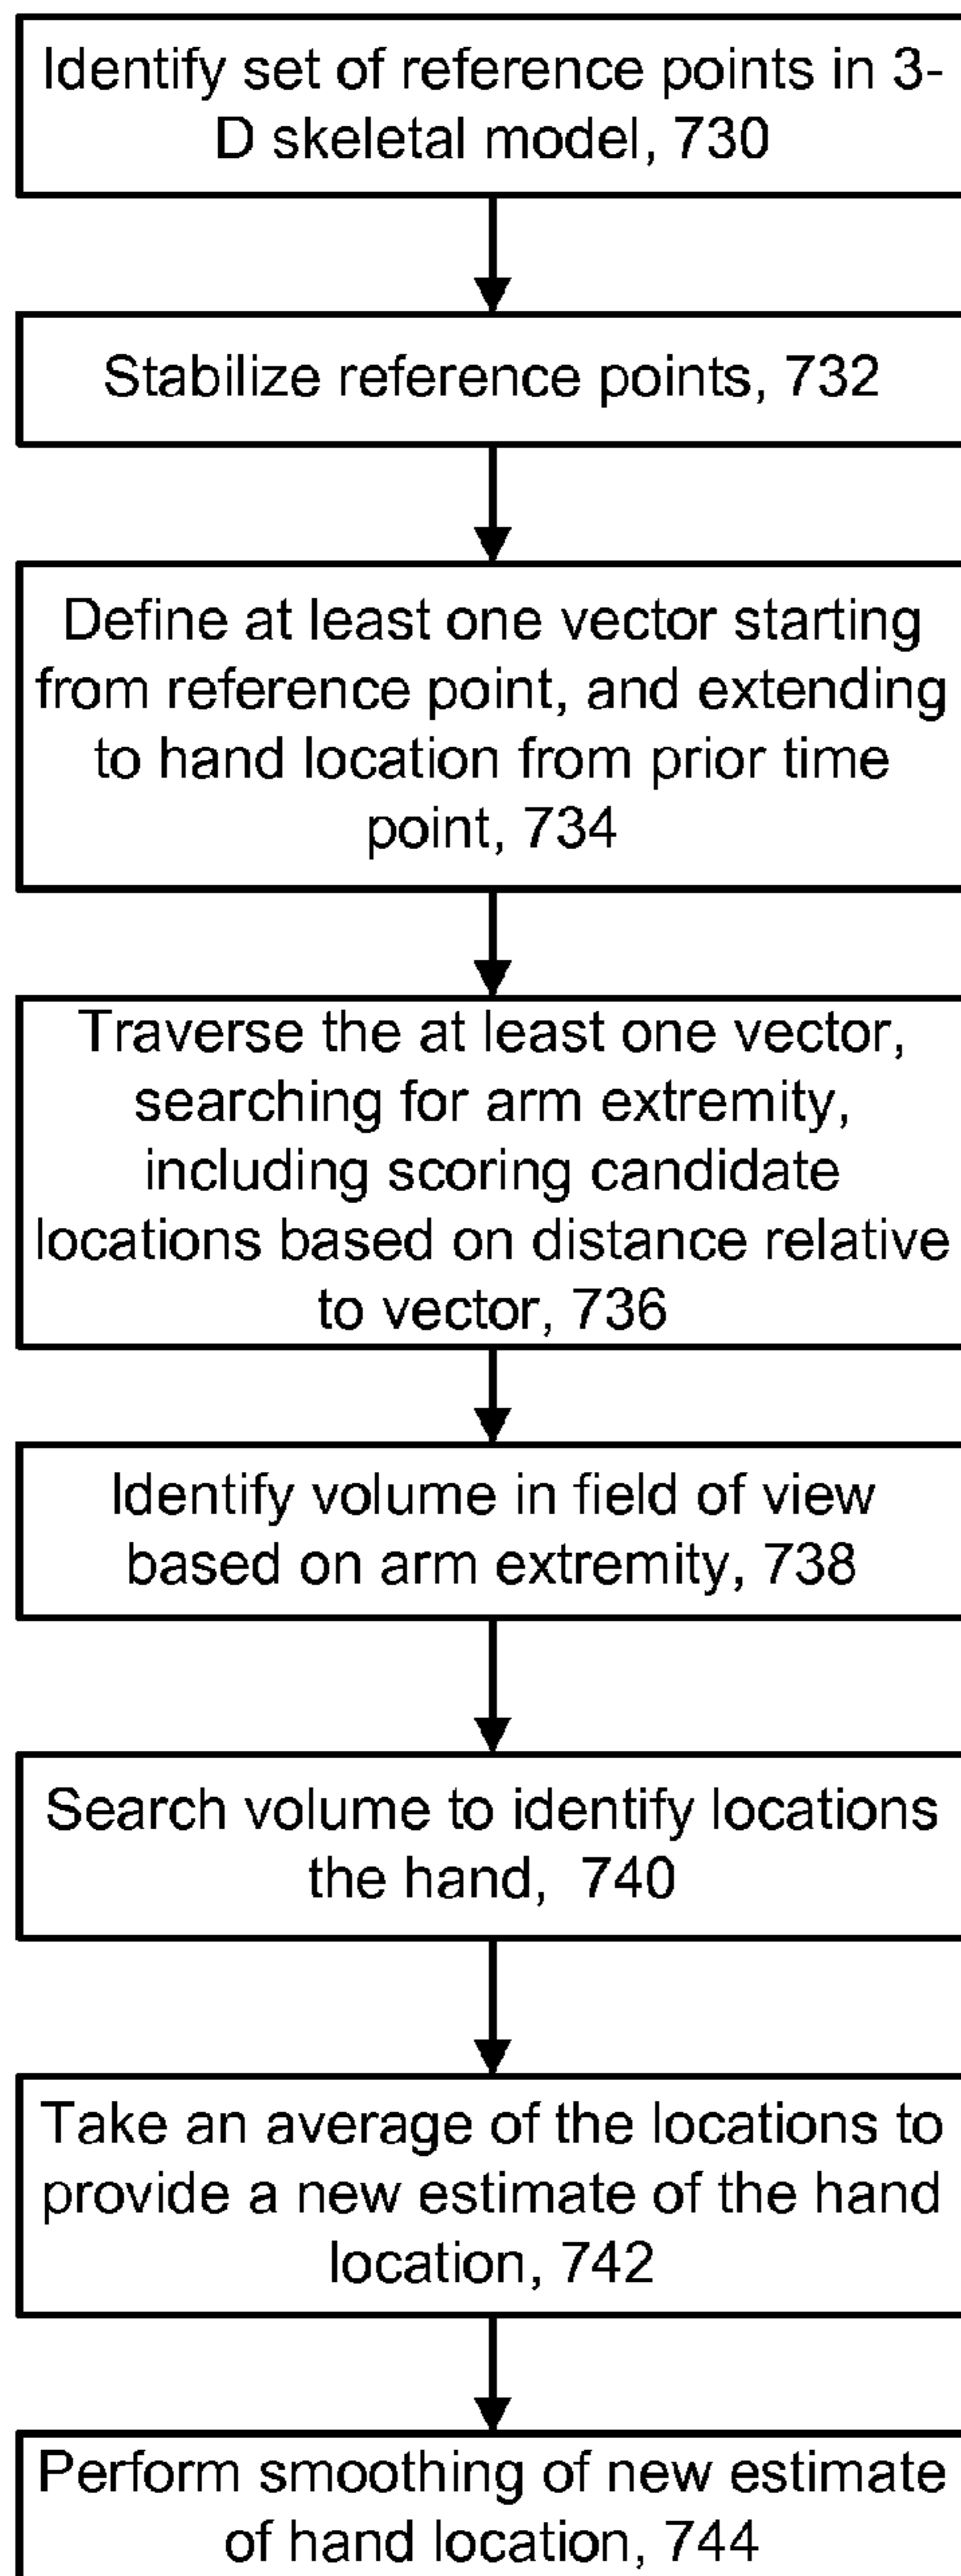 Identify set of reference points in 3-
D skeletal model, 730
Stabilize reference points, 732
Define at least one vector starting
from reference point, and extending
to hand location from prior time
point, 734
Traverse the at least one vector,
searching for arm extremity,
including scoring candidate
locations based on distance relative
to vector, 736
Identify volume in field of view
based on arm extremity, 738
Search volume to identify locations
the hand, 740
Take an average of the locations to
provide a new estimate of the hand
location, 742
Perform smoothing of new estimate
of hand location, 744